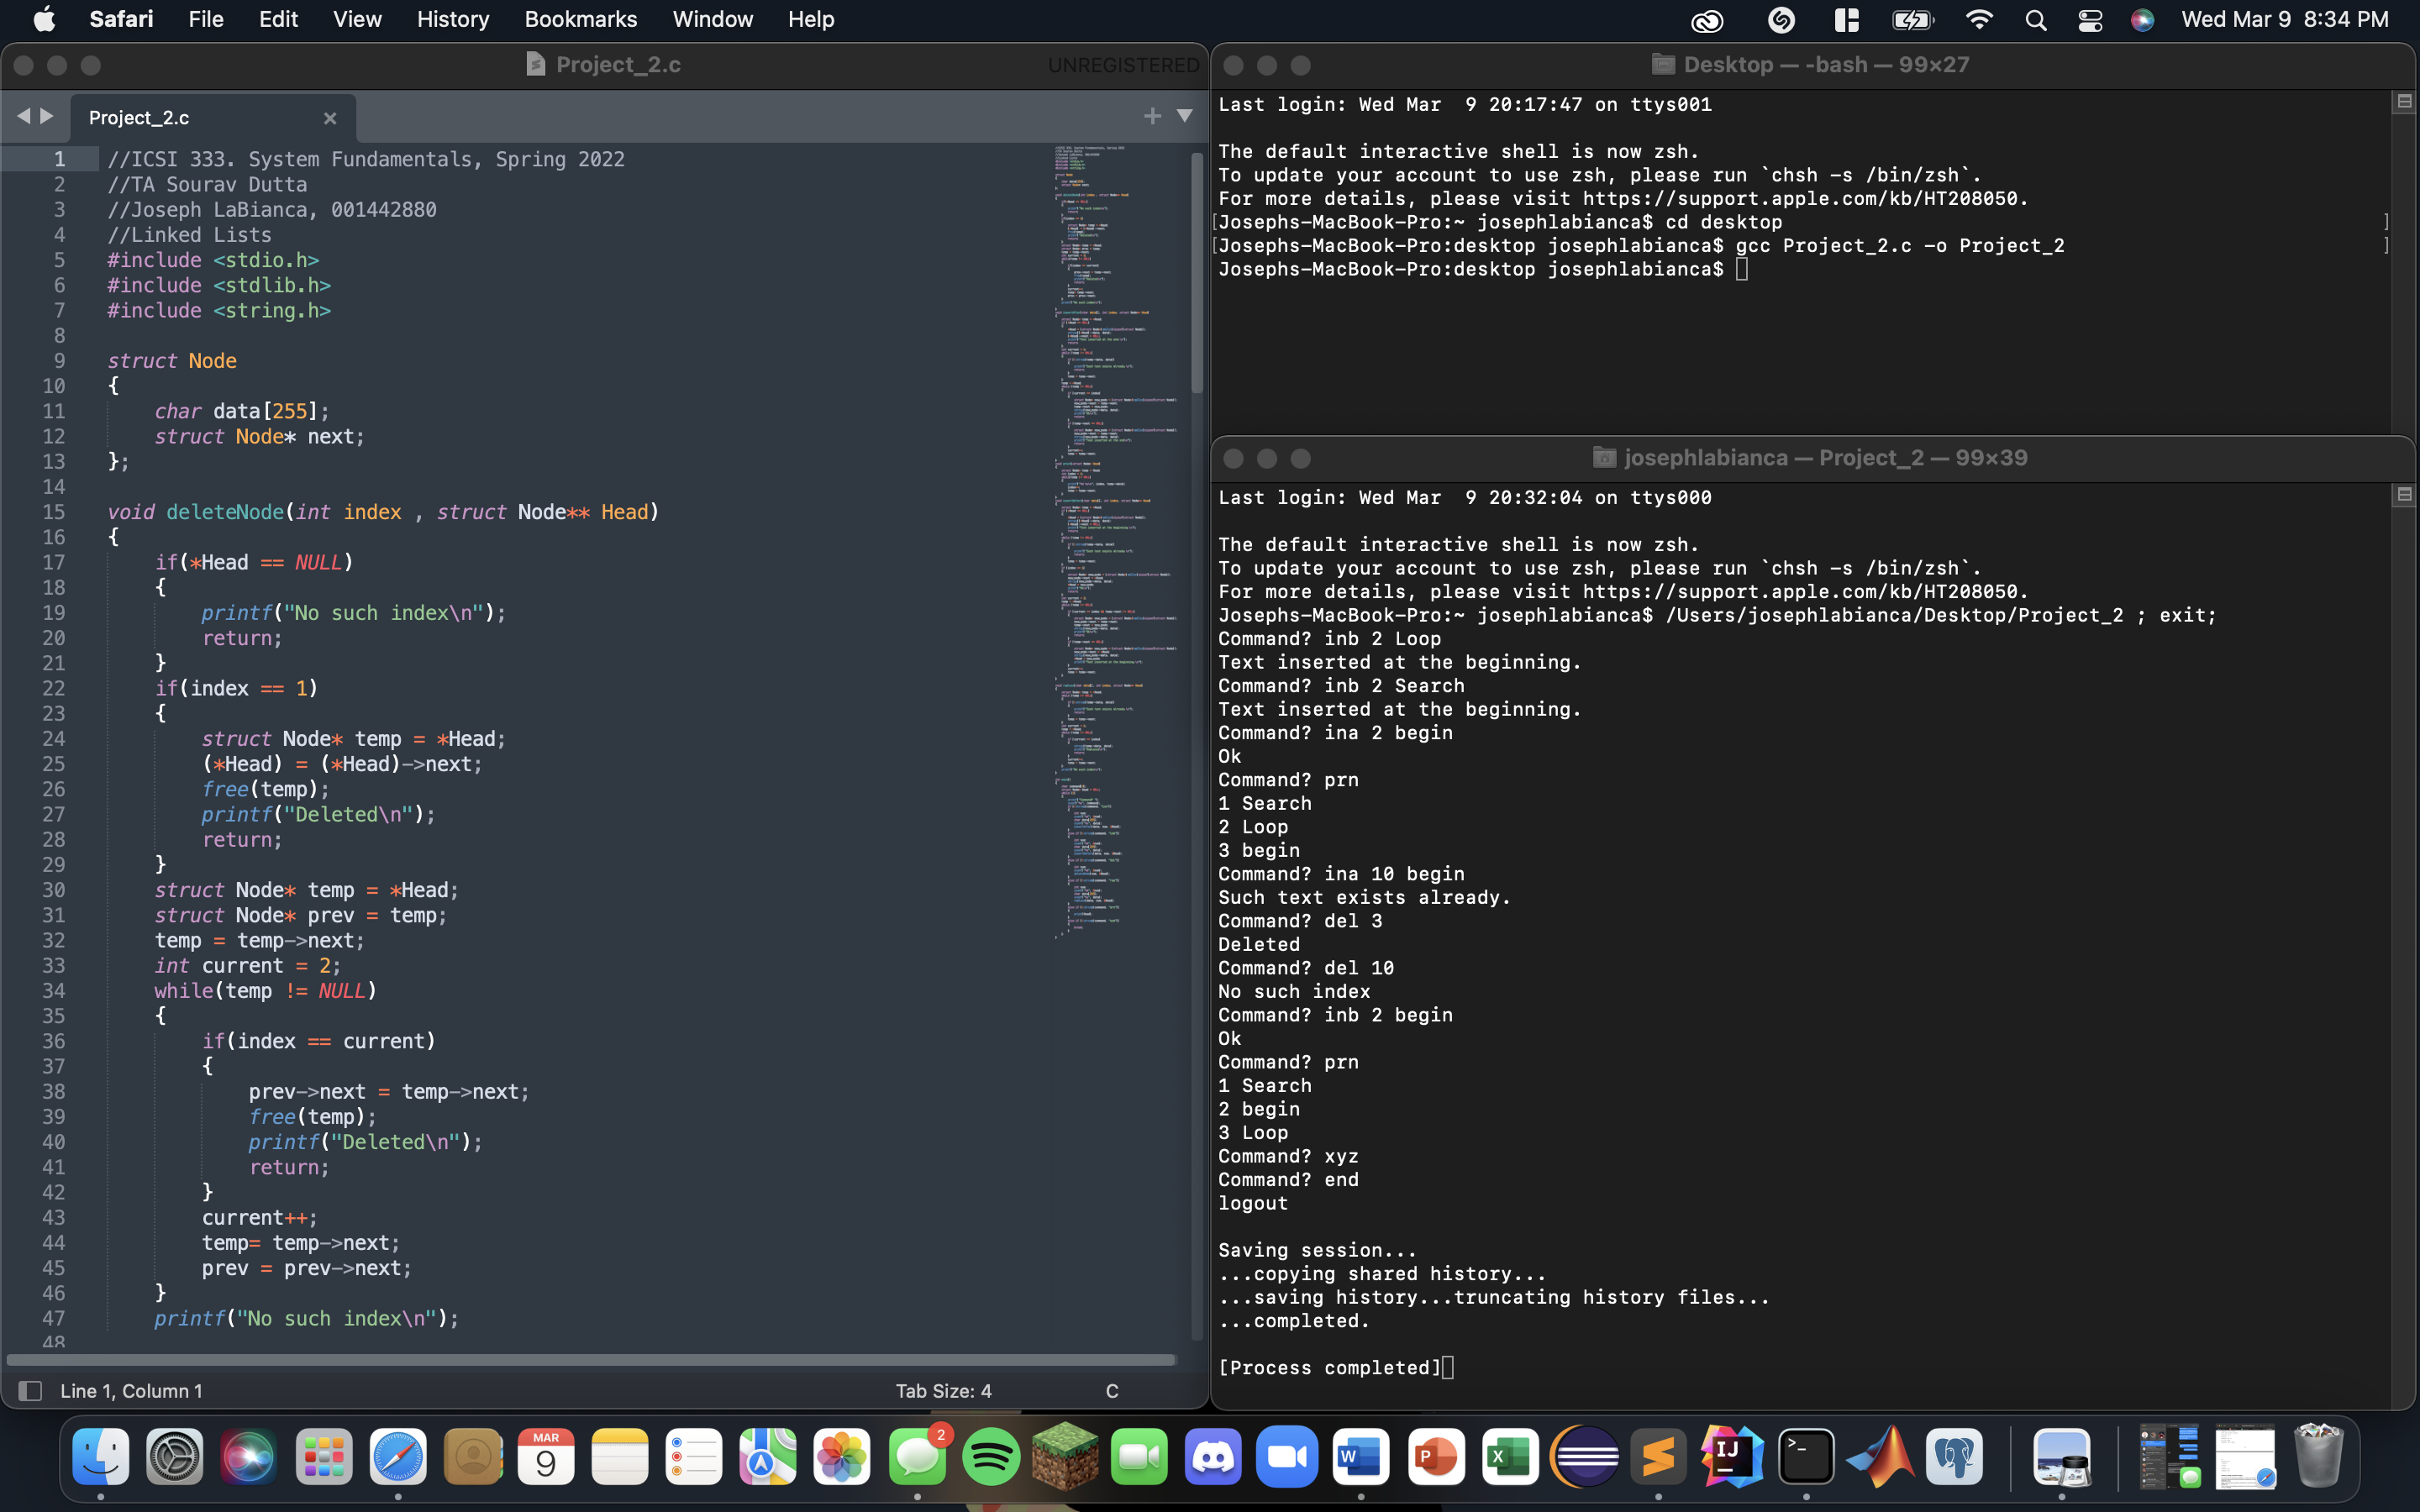 Safari File Edit View History Bookmarks Window Help Wed Mar 9 8:34 PM
Project_2.c UNREGISTERED
Project_2.c
1 //ICSI 333. System Fundamentals, Spring 2022
2 //TA Sourav Dutta
3 //Joseph LaBianca, 001442880
4 //Linked Lists
5 #include <stdio.h>
6 #include <stdlib.h>
7 #include <string.h>
8
9 struct Node
10 {
11 char data[255];
12 struct Node* next;
13 };
14
15 void deleteNode(int index , struct Node** Head)
16 {
17 if(*Head == NULL)
18 {
19 printf("No such index\n");
20 return;
21 }
22 if(index == 1)
23 {
24 struct Node* temp = *Head;
25 (*Head) = (*Head)->next;
26 free(temp);
27 printf("Deleted\n");
28 return;
29 }
30 struct Node* temp = *Head;
31 struct Node* prev = temp;
32 temp = temp->next;
33 int current = 2;
34 while(temp != NULL)
35 {
36 if(index == current)
37 {
38 prev->next = temp->next;
39 free(temp);
40 printf("Deleted\n");
41 return;
42 }
43 current++;
44 temp= temp->next;
45 prev = prev->next;
46 }
47 printf("No such index\n");
48
Line 1, Column 1 Tab Size: 4 C
Desktop — -bash — 99×27
Last login: Wed Mar  9 20:17:47 on ttys001
The default interactive shell is now zsh.
To update your account to use zsh, please run `chsh -s /bin/zsh`.
For more details, please visit https://support.apple.com/kb/HT208050.
[Josephs-MacBook-Pro:~ josephlabianca$ cd desktop ]
[Josephs-MacBook-Pro:desktop josephlabianca$ gcc Project_2.c -o Project_2 ]
Josephs-MacBook-Pro:desktop josephlabianca$
josephlabianca — Project_2 — 99×39
Last login: Wed Mar  9 20:32:04 on ttys000
The default interactive shell is now zsh.
To update your account to use zsh, please run `chsh -s /bin/zsh`.
For more details, please visit https://support.apple.com/kb/HT208050.
Josephs-MacBook-Pro:~ josephlabianca$ /Users/josephlabianca/Desktop/Project_2 ; exit;
Command? inb 2 Loop
Text inserted at the beginning.
Command? inb 2 Search
Text inserted at the beginning.
Command? ina 2 begin
Ok
Command? prn
1 Search
2 Loop
3 begin
Command? ina 10 begin
Such text exists already.
Command? del 3
Deleted
Command? del 10
No such index
Command? inb 2 begin
Ok
Command? prn
1 Search
2 begin
3 Loop
Command? xyz
Command? end
logout
Saving session...
...copying shared history...
...saving history...truncating history files...
...completed.
[Process completed]
MAR
9
2
W
P
X
IJ
>_